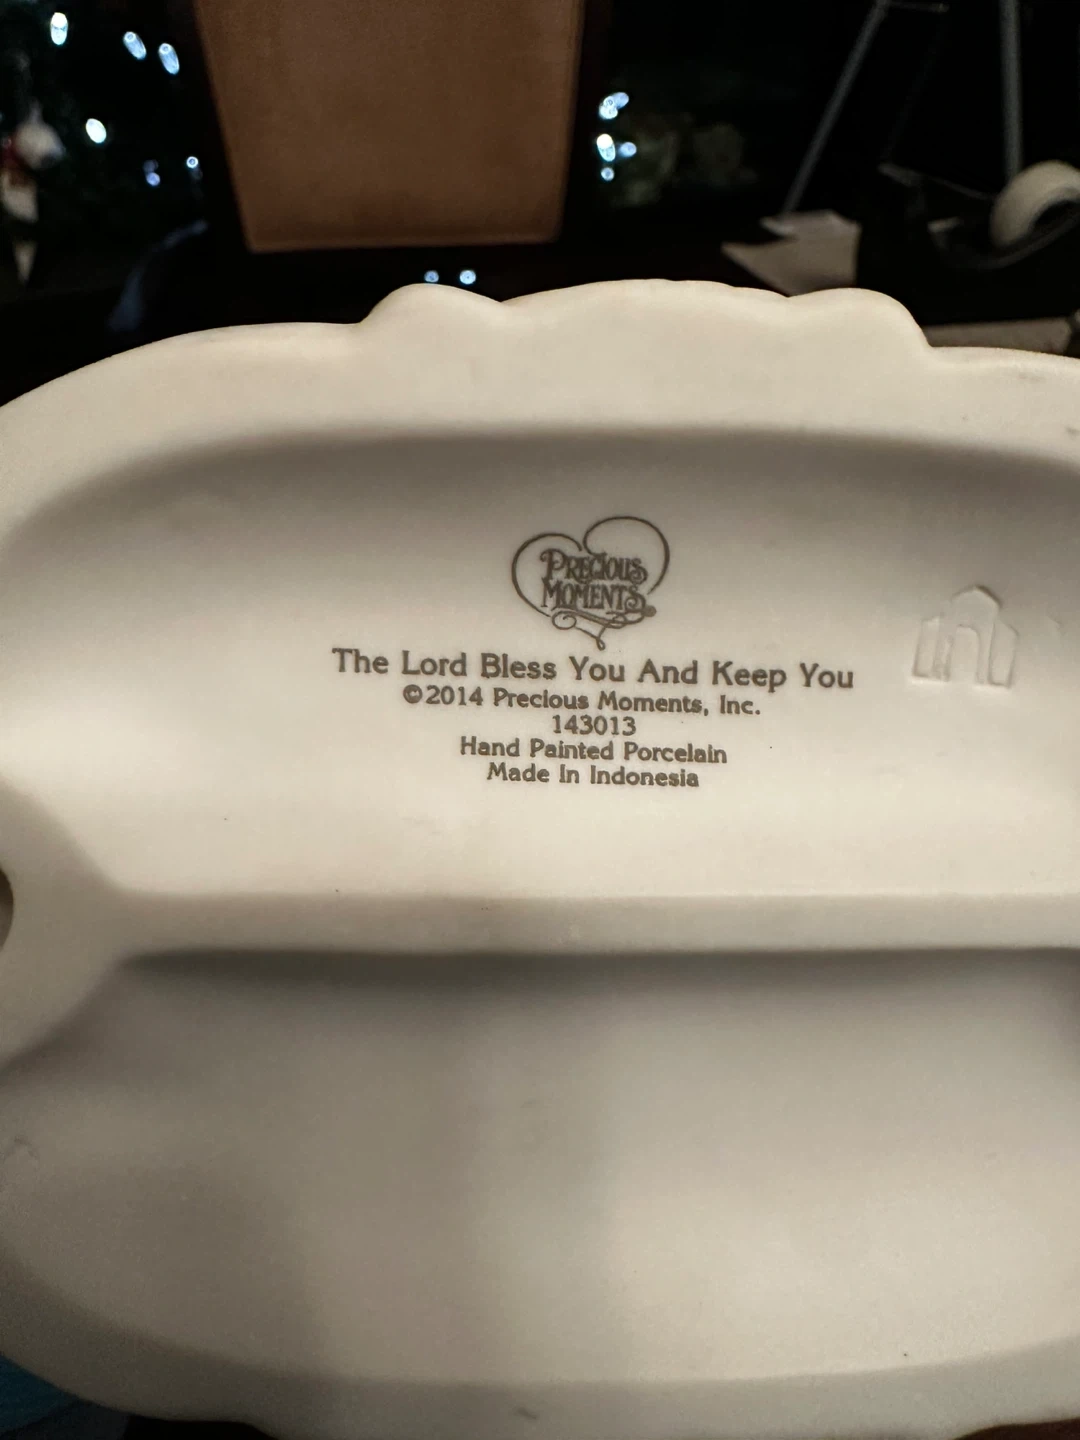 PRECIOUS
MOMENTS®
The Lord Bless You And Keep You
©2014 Precious Moments, Inc.
143013
Hand Painted Porcelain
Made In Indonesia